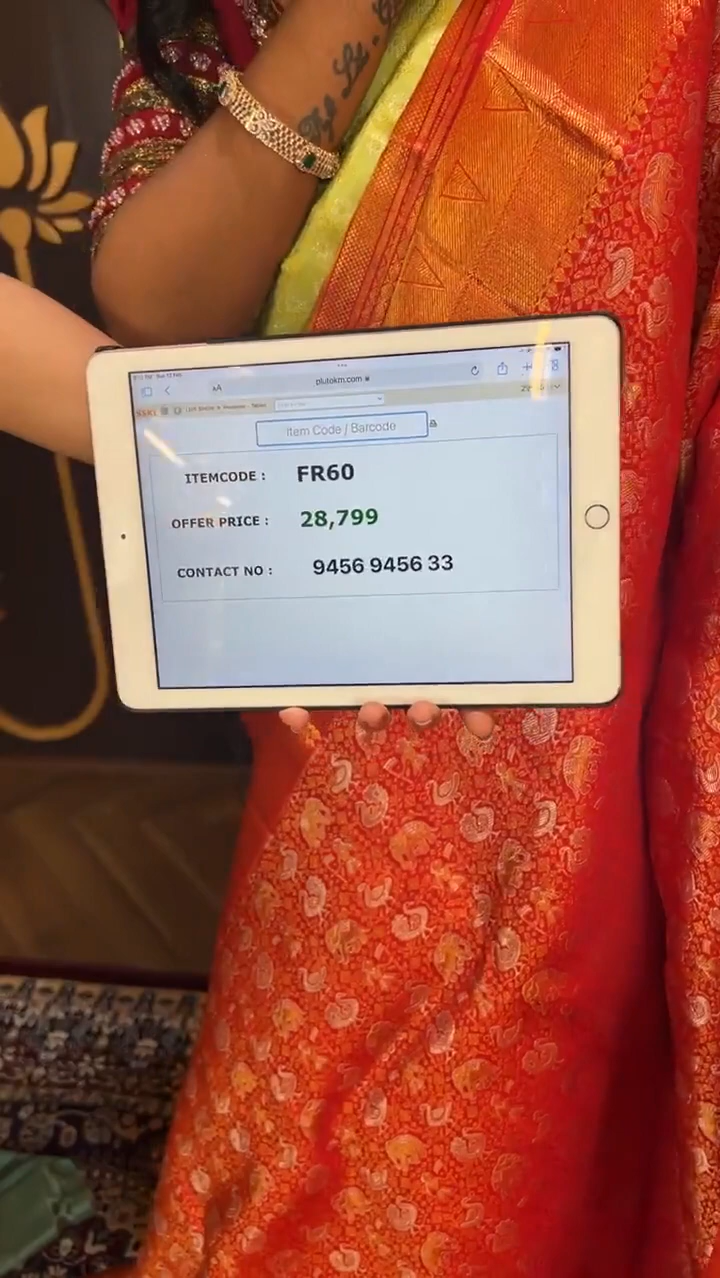 plutokm.com
Item Code / Barcode
ITEMCODE : FR60
OFFER PRICE : 28,799
CONTACT NO : 9456 9456 33